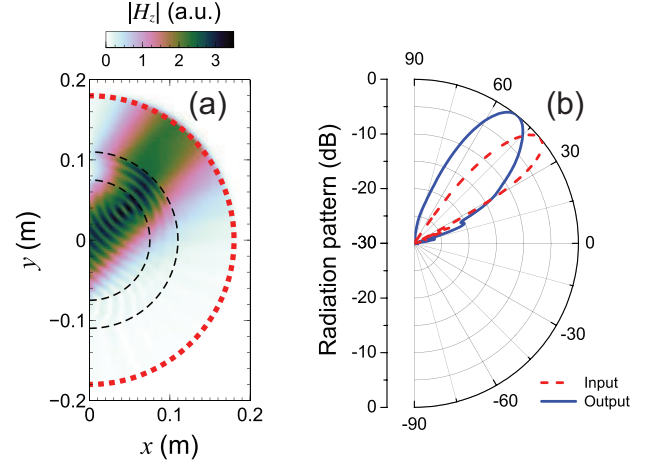 |Hz| (a.u.)
0 1 2 3
(a)
0.2
0.1
0
−0.1
−0.2
y (m)
0 0.1 0.2
x (m)
(b)
Radiation pattern (dB)
0
-10
-20
-30
-20
-10
0
90
60
30
0
-30
-60
-90
Input
Output